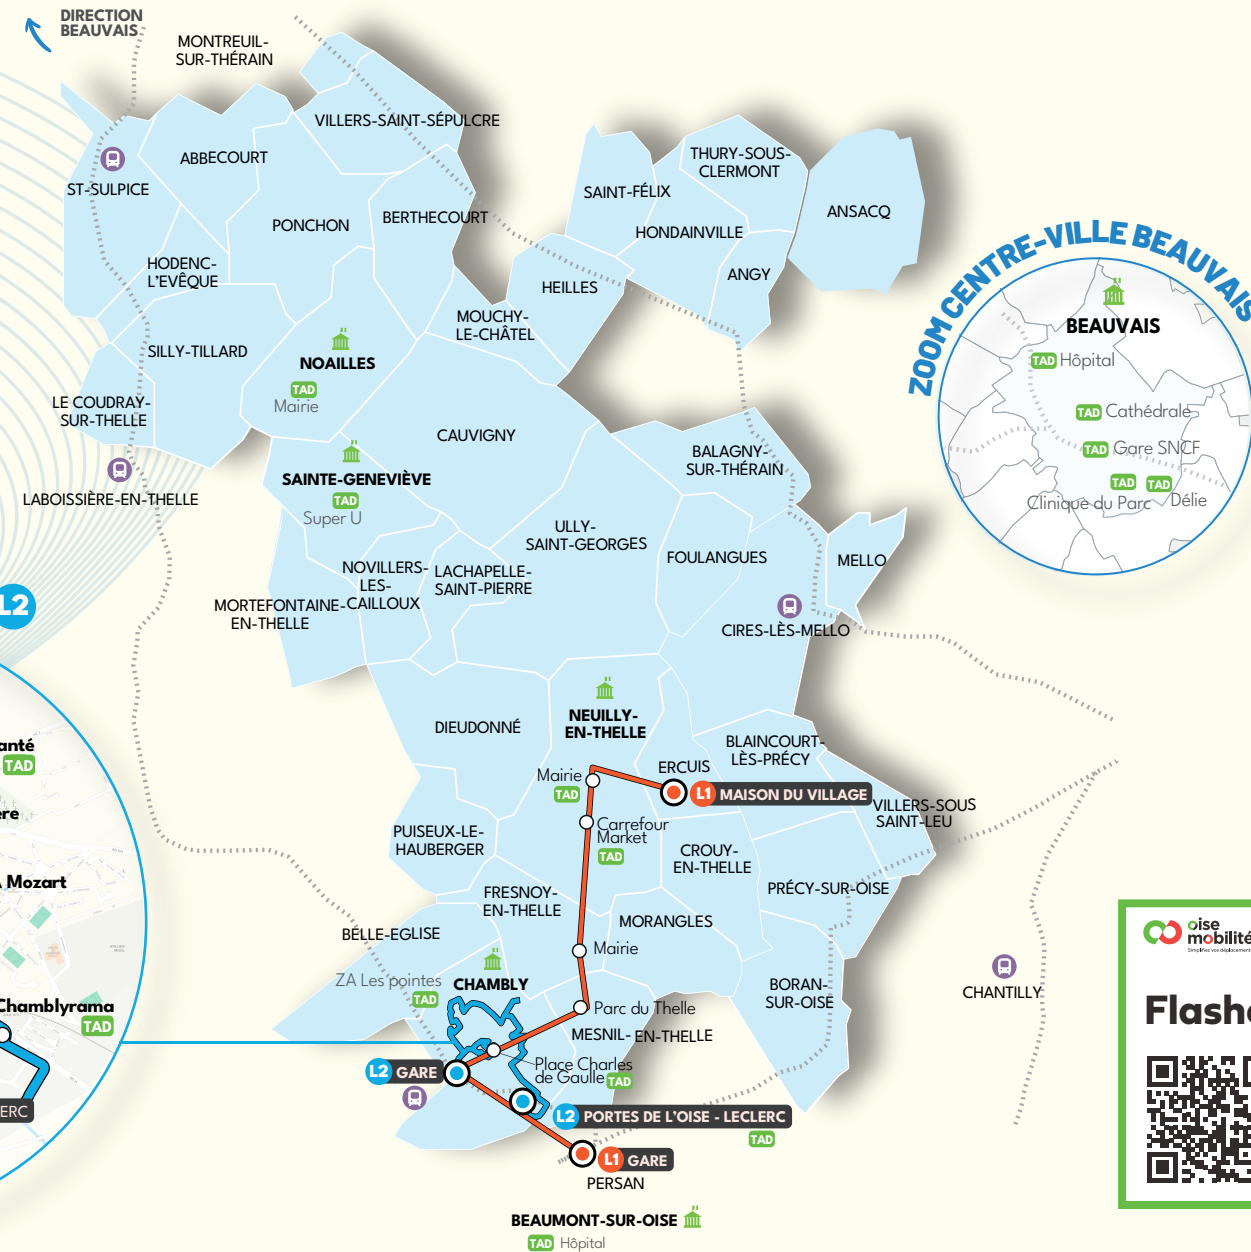 DIRECTION
BEAUVAIS
MONTREUIL-
SUR-THÉRAIN
VILLERS-SAINT-SÉPULCRE
ABBECOURT
ST-SULPICE
PONCHON
BERTHECOURT
HODENC-
L'EVÊQUE
SAINT-FÉLIX
THURY-SOUS-
CLERMONT
HONDAINVILLE
ANSACQ
ANGY
HEILLES
MOUCHY-
LE-CHÂTEL
SILLY-TILLARD
NOAILLES
TAD
Mairie
LE COUDRAY-
SUR-THELLE
LABOISSIÈRE-EN-THELLE
CAUVIGNY
SAINTE-GENEVIÈVE
TAD
Super U
BALAGNY-
SUR-THÉRAIN
ULLY-
SAINT-GEORGES
FOULANGUES
MELLO
NOVILLERS-
LES-
CAILLOUX
LACHAPELLE-
SAINT-PIERRE
MORTEFONTAINE-
EN-THELLE
CIRES-LÈS-MELLO
ZOOM CENTRE-VILLE BEAUVAIS
BEAUVAIS
TAD Hôpital
TAD Cathédrale
TAD Gare SNCF
TAD TAD
Clinique du Parc Délie
L2
DIEUDONNÉ
NEUILLY-
EN-THELLE
BLAINCOURT-
LÈS-PRÉCY
ERCUIS
Mairie
TAD
L1 MAISON DU VILLAGE
VILLERS-SOUS
SAINT-LEU
Carrefour
Market
TAD
PUISEUX-LE-
HAUBERGER
CROUY-
EN-THELLE
PRÉCY-SUR-OISE
FRESNOY-
EN-THELLE
MORANGLES
BELLE-EGLISE
Mairie
CHAMBLY
ZA Les pointes
TAD
BORAN-
SUR-OISE
CHANTILLY
Parc du Thelle
MESNIL-EN-THELLE
Place Charles
de Gaulle TAD
L2 GARE
L2 PORTES DE L'OISE - LECLERC
TAD
L1 GARE
PERSAN
BEAUMONT-SUR-OISE
TAD Hôpital
anté
TAD
ère
Mozart
Chamblyrama
TAD
ERC
oise
mobilité
Simplifiez vos déplacement
Flash